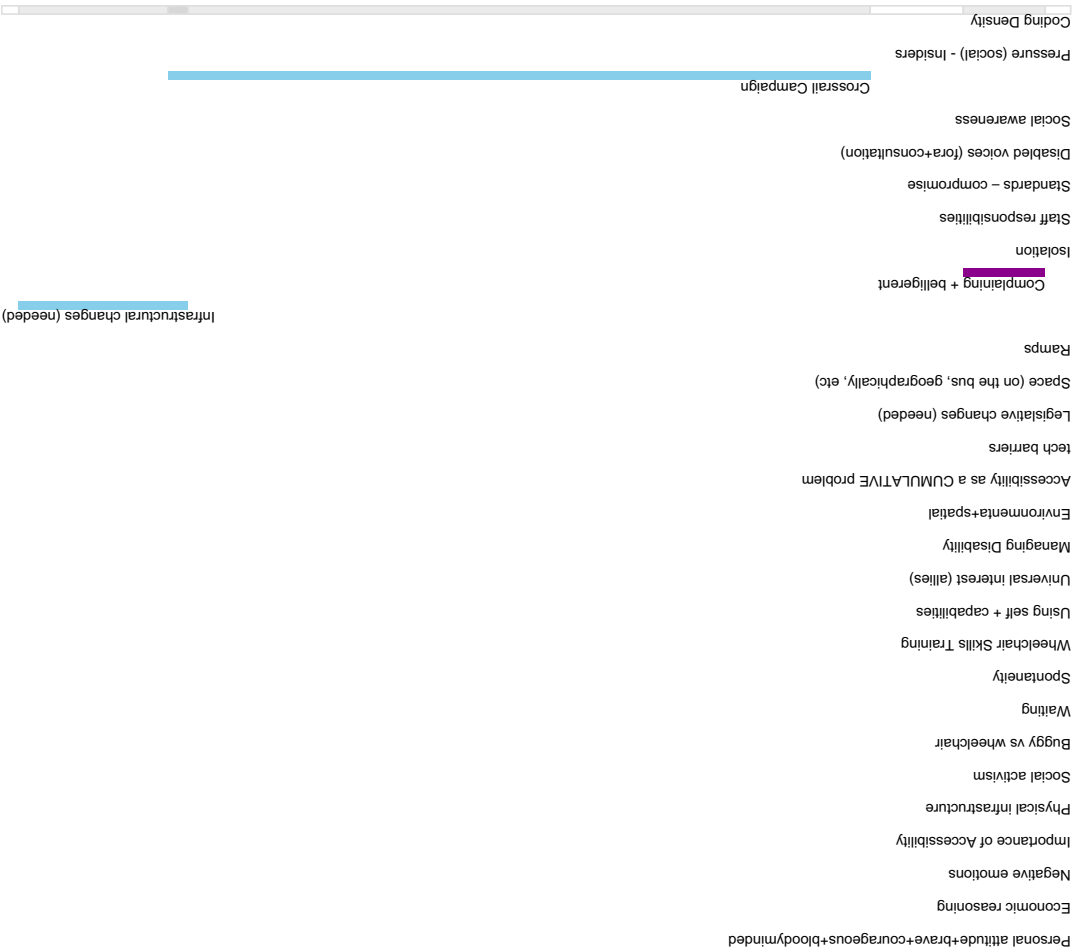 Personal attitude+brave+courageous+bloodyminded
Economic reasoning
Negative emotions
Importance of Accessibility
Physical infrastructure
Social activism
Buggy vs wheelchair
Waiting
Spontaneity
Wheelchair Skills Training
Using self + capabilities
Universal interest (allies)
Managing Disability
Environmenta+spatial
Accessibility as a CUMULATIVE problem
tech barriers
Legislative changes (needed)
Space (on the bus, geographically, etc)
Ramps
Infrastructural changes (needed)
Complaining + belligerent
Isolation
Staff responsibilities
Standards – compromise
Disabled voices (fora+consultation)
Social awareness
Crossrail Campaign
Pressure (social) - Insiders
Coding Density